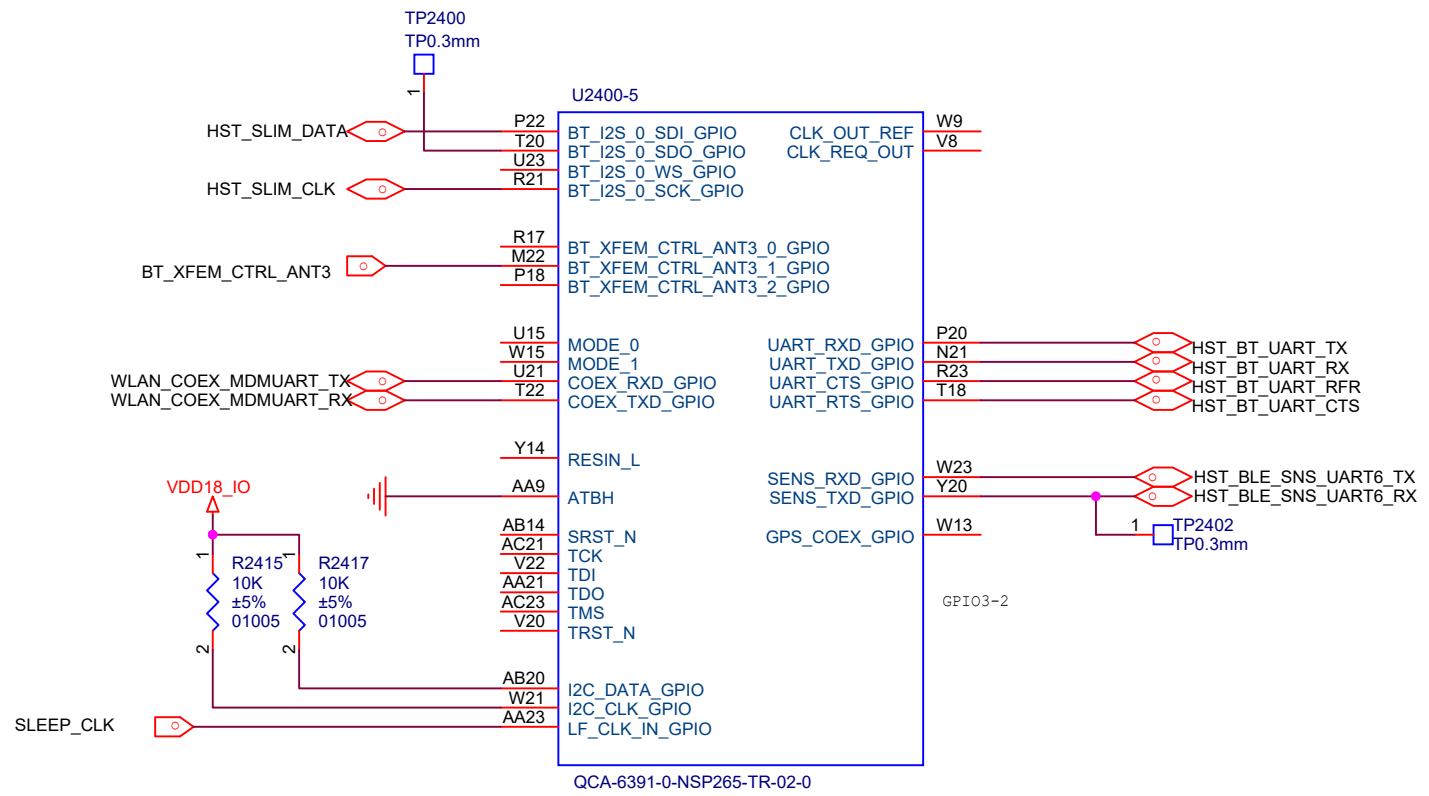 TP2400
TP0.3mm
1
U2400-5
HST_SLIM_DATA
P22
BT_I2S_0_SDI_GPIO
CLK_OUT_REF
W9
T20
BT_I2S_0_SDO_GPIO
CLK_REQ_OUT
V8
U23
BT_I2S_0_WS_GPIO
HST_SLIM_CLK
R21
BT_I2S_0_SCK_GPIO
R17
BT_XFEM_CTRL_ANT3_0_GPIO
BT_XFEM_CTRL_ANT3
M22
BT_XFEM_CTRL_ANT3_1_GPIO
P18
BT_XFEM_CTRL_ANT3_2_GPIO
U15
MODE_0
UART_RXD_GPIO
P20
HST_BT_UART_TX
W15
MODE_1
UART_TXD_GPIO
N21
HST_BT_UART_RX
WLAN_COEX_MDMUART_TX
U21
COEX_RXD_GPIO
UART_CTS_GPIO
R23
HST_BT_UART_RFR
WLAN_COEX_MDMUART_RX
T22
COEX_TXD_GPIO
UART_RTS_GPIO
T18
HST_BT_UART_CTS
Y14
RESIN_L
SENS_RXD_GPIO
W23
HST_BLE_SNS_UART6_TX
VDD18_IO
AA9
ATBH
SENS_TXD_GPIO
Y20
HST_BLE_SNS_UART6_RX
AB14
SRST_N
GPS_COEX_GPIO
W13
1
TP2402
TP0.3mm
AC21
TCK
V22
TDI
AA21
TDO
AC23
TMS
V20
TRST_N
1
R2415
10K
±5%
01005
2
1
R2417
10K
±5%
01005
2
GPIO3-2
AB20
I2C_DATA_GPIO
W21
I2C_CLK_GPIO
SLEEP_CLK
AA23
LF_CLK_IN_GPIO
QCA-6391-0-NSP265-TR-02-0